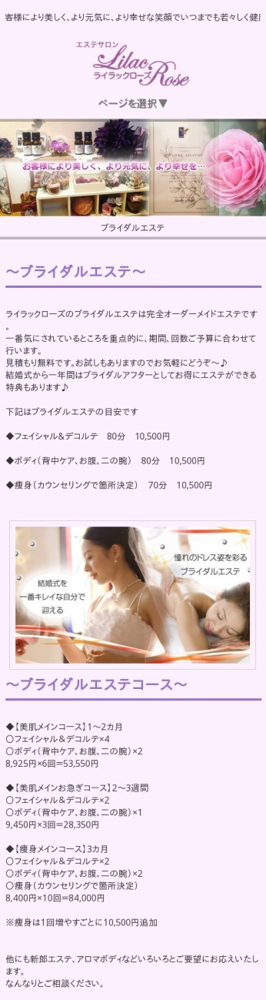 客様により美しく、より元気に、より幸せな笑顔でいつまでも若々しく健
エステサロン
Lilac
ライラックローズ
Rose
ページを選択▼
お客様により美しく、より元気に、より幸せを…
ブライダルエステ
～ブライダルエステ～
ライラックローズのブライダルエステは完全オーダーメイドエステです
。
一番気にされているところを重点的に、期間、回数ご予算に合わせて
行います。
見積もり無料です。お試しもありますのでお気軽にどうぞ～♪
結婚式から一年間はブライダルアフターとしてお得にエステができる
特典もあります♪
下記はブライダルエステの目安です
◆フェイシャル&デコルテ　80分　10,500円
◆ボディ（背中ケア、お腹、二の腕）　80分　10,500円
◆痩身（カウンセリングで箇所決定）　70分　10,500円
憧れのドレス姿を彩る
ブライダルエステ
結婚式を
一番キレイな自分で
迎える
～ブライダルエステコース～
◆【美肌メインコース】1～2カ月
○フェイシャル＆デコルテ×4
○ボディ（背中ケア、お腹、二の腕）×2
8,925円×6回＝53,550円
◆【美肌メインお急ぎコース】2～3週間
○フェイシャル＆デコルテ×2
○ボディ（背中ケア、お腹、二の腕）×1
9,450円×3回＝28,350円
◆【痩身メインコース】3カ月
○フェイシャル＆デコルテ×2
○ボディ（背中ケア、お腹、二の腕）×2
○痩身（カウンセリングで箇所決定）
8,400円×10回＝84,000円
※痩身は1回増やすごとに10,500円追加
他にも新郎エステ、アロマボディなどいろいろとご要望にお応えいたし
ます。
なんなりとご相談ください。